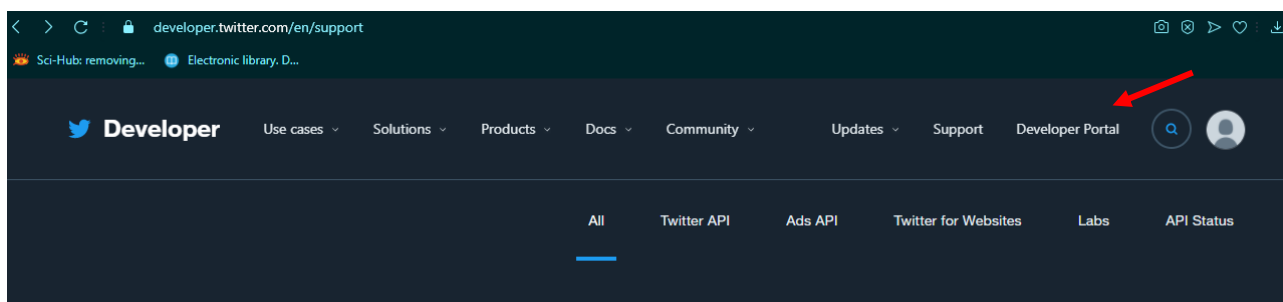 developer.twitter.com/en/support
Sci-Hub: removing... Electronic library. D...
Developer Use cases Solutions Products Docs Community Updates Support Developer Portal
All Twitter API Ads API Twitter for Websites Labs API Status